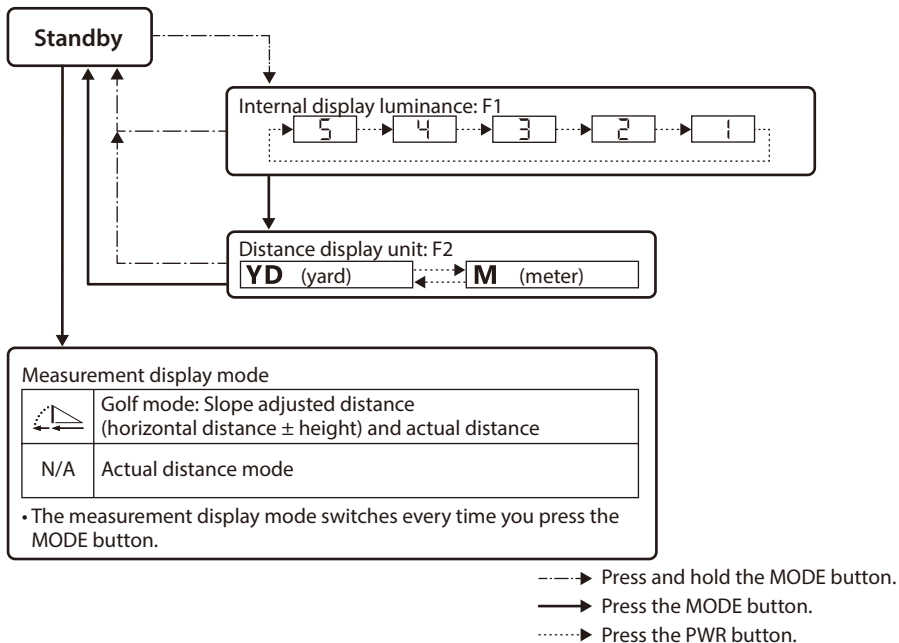 Standby
Internal display luminance: F1
5 4 3 2 1
Distance display unit: F2
YD (yard) M (meter)
Measurement display mode
Golf mode: Slope adjusted distance
(horizontal distance ± height) and actual distance
N/A Actual distance mode
• The measurement display mode switches every time you press the
MODE button.
Press and hold the MODE button.
Press the MODE button.
Press the PWR button.